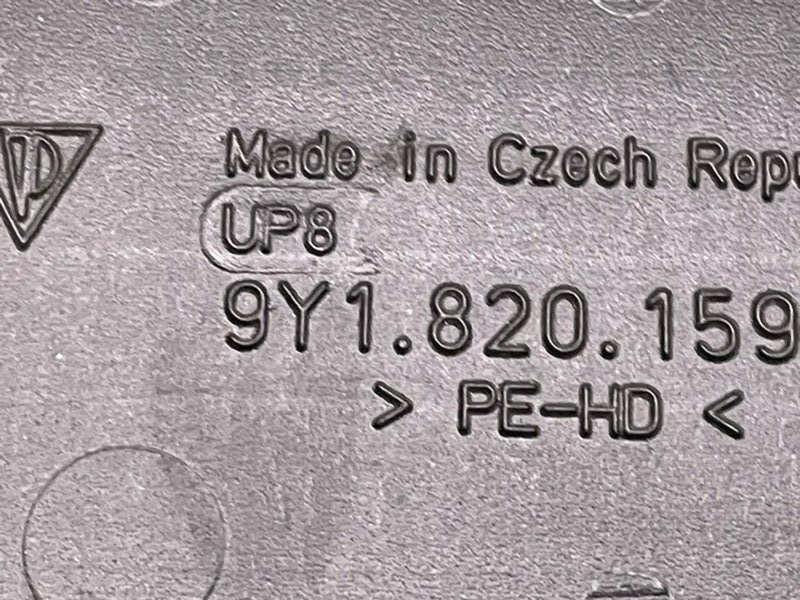 Made in Czech Repu
UP8
9Y1.820.159
> PE-HD <